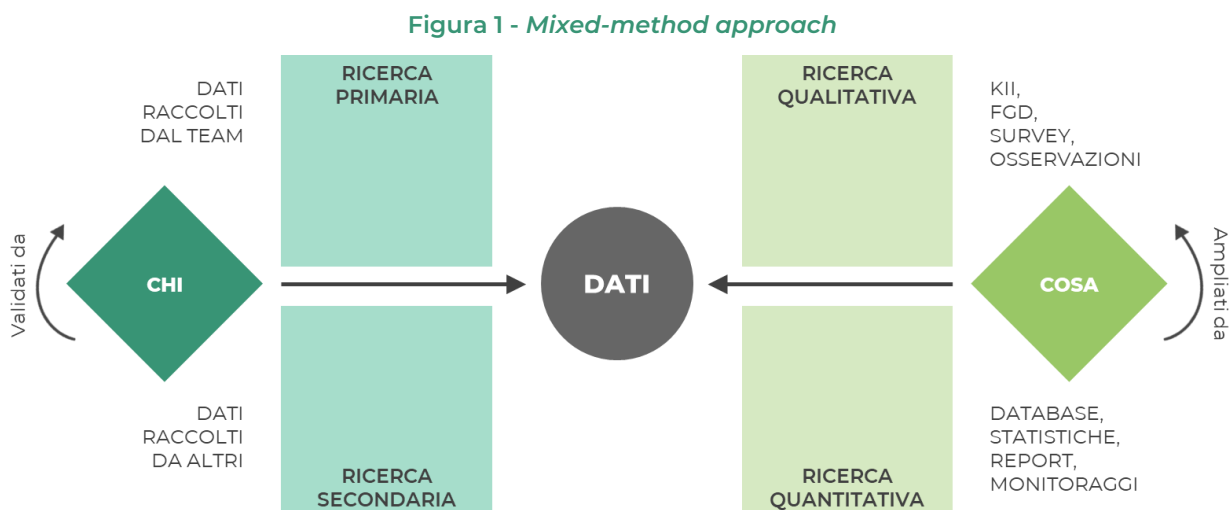 Figura 1 - Mixed-method approach
DATI
RACCOLTI
DAL TEAM
RICERCA
PRIMARIA
RICERCA
QUALITATIVA
KII,
FGD,
SURVEY,
OSSERVAZIONI
Validati da
CHI
DATI
COSA
Ampliati da
DATI
RACCOLTI
DA ALTRI
RICERCA
SECONDARIA
RICERCA
QUANTITATIVA
DATABASE,
STATISTICHE,
REPORT,
MONITORAGGI